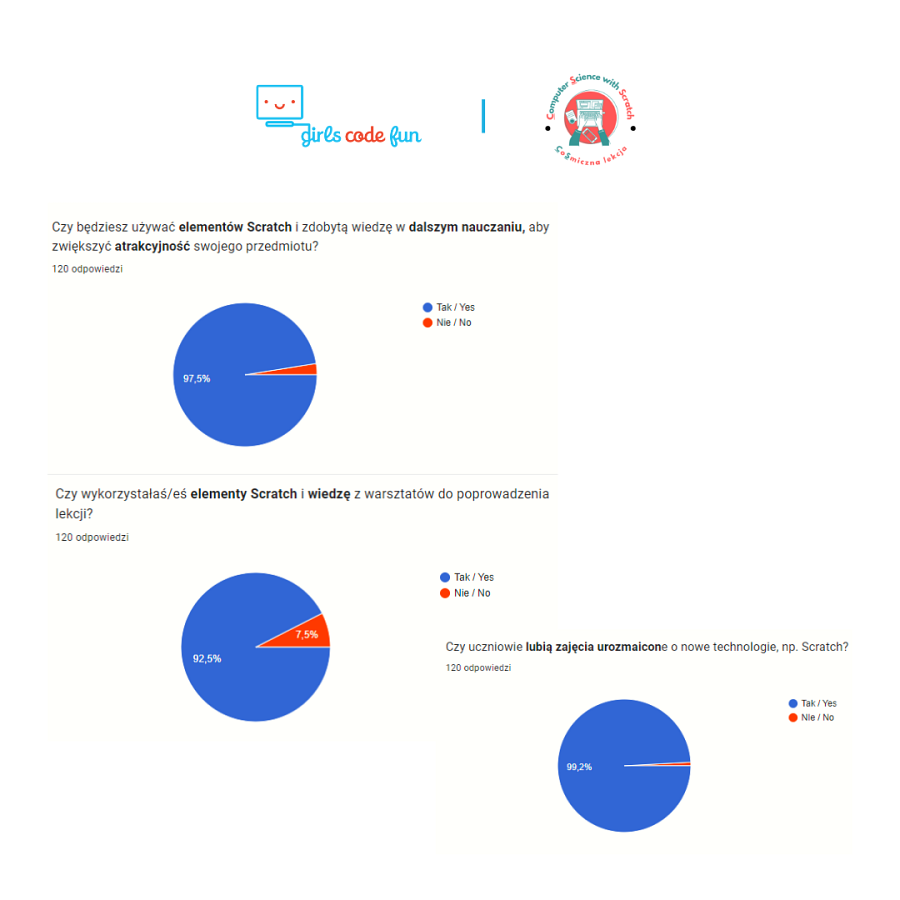 girls code fun
Computer Science with Scratch
CoSmiczna lekcja
Czy będziesz używać elementów Scratch i zdobytą wiedzę w dalszym nauczaniu, aby
zwiększyć atrakcyjność swojego przedmiotu?
120 odpowiedzi
Tak / Yes
Nie / No
97,5%
Czy wykorzystałaś/eś elementy Scratch i wiedzę z warsztatów do poprowadzenia
lekcji?
120 odpowiedzi
Tak / Yes
Nie / No
7,5%
92,5%
Czy uczniowie lubią zajęcia urozmaicone o nowe technologie, np. Scratch?
120 odpowiedzi
Tak / Yes
NIe / No
99,2%